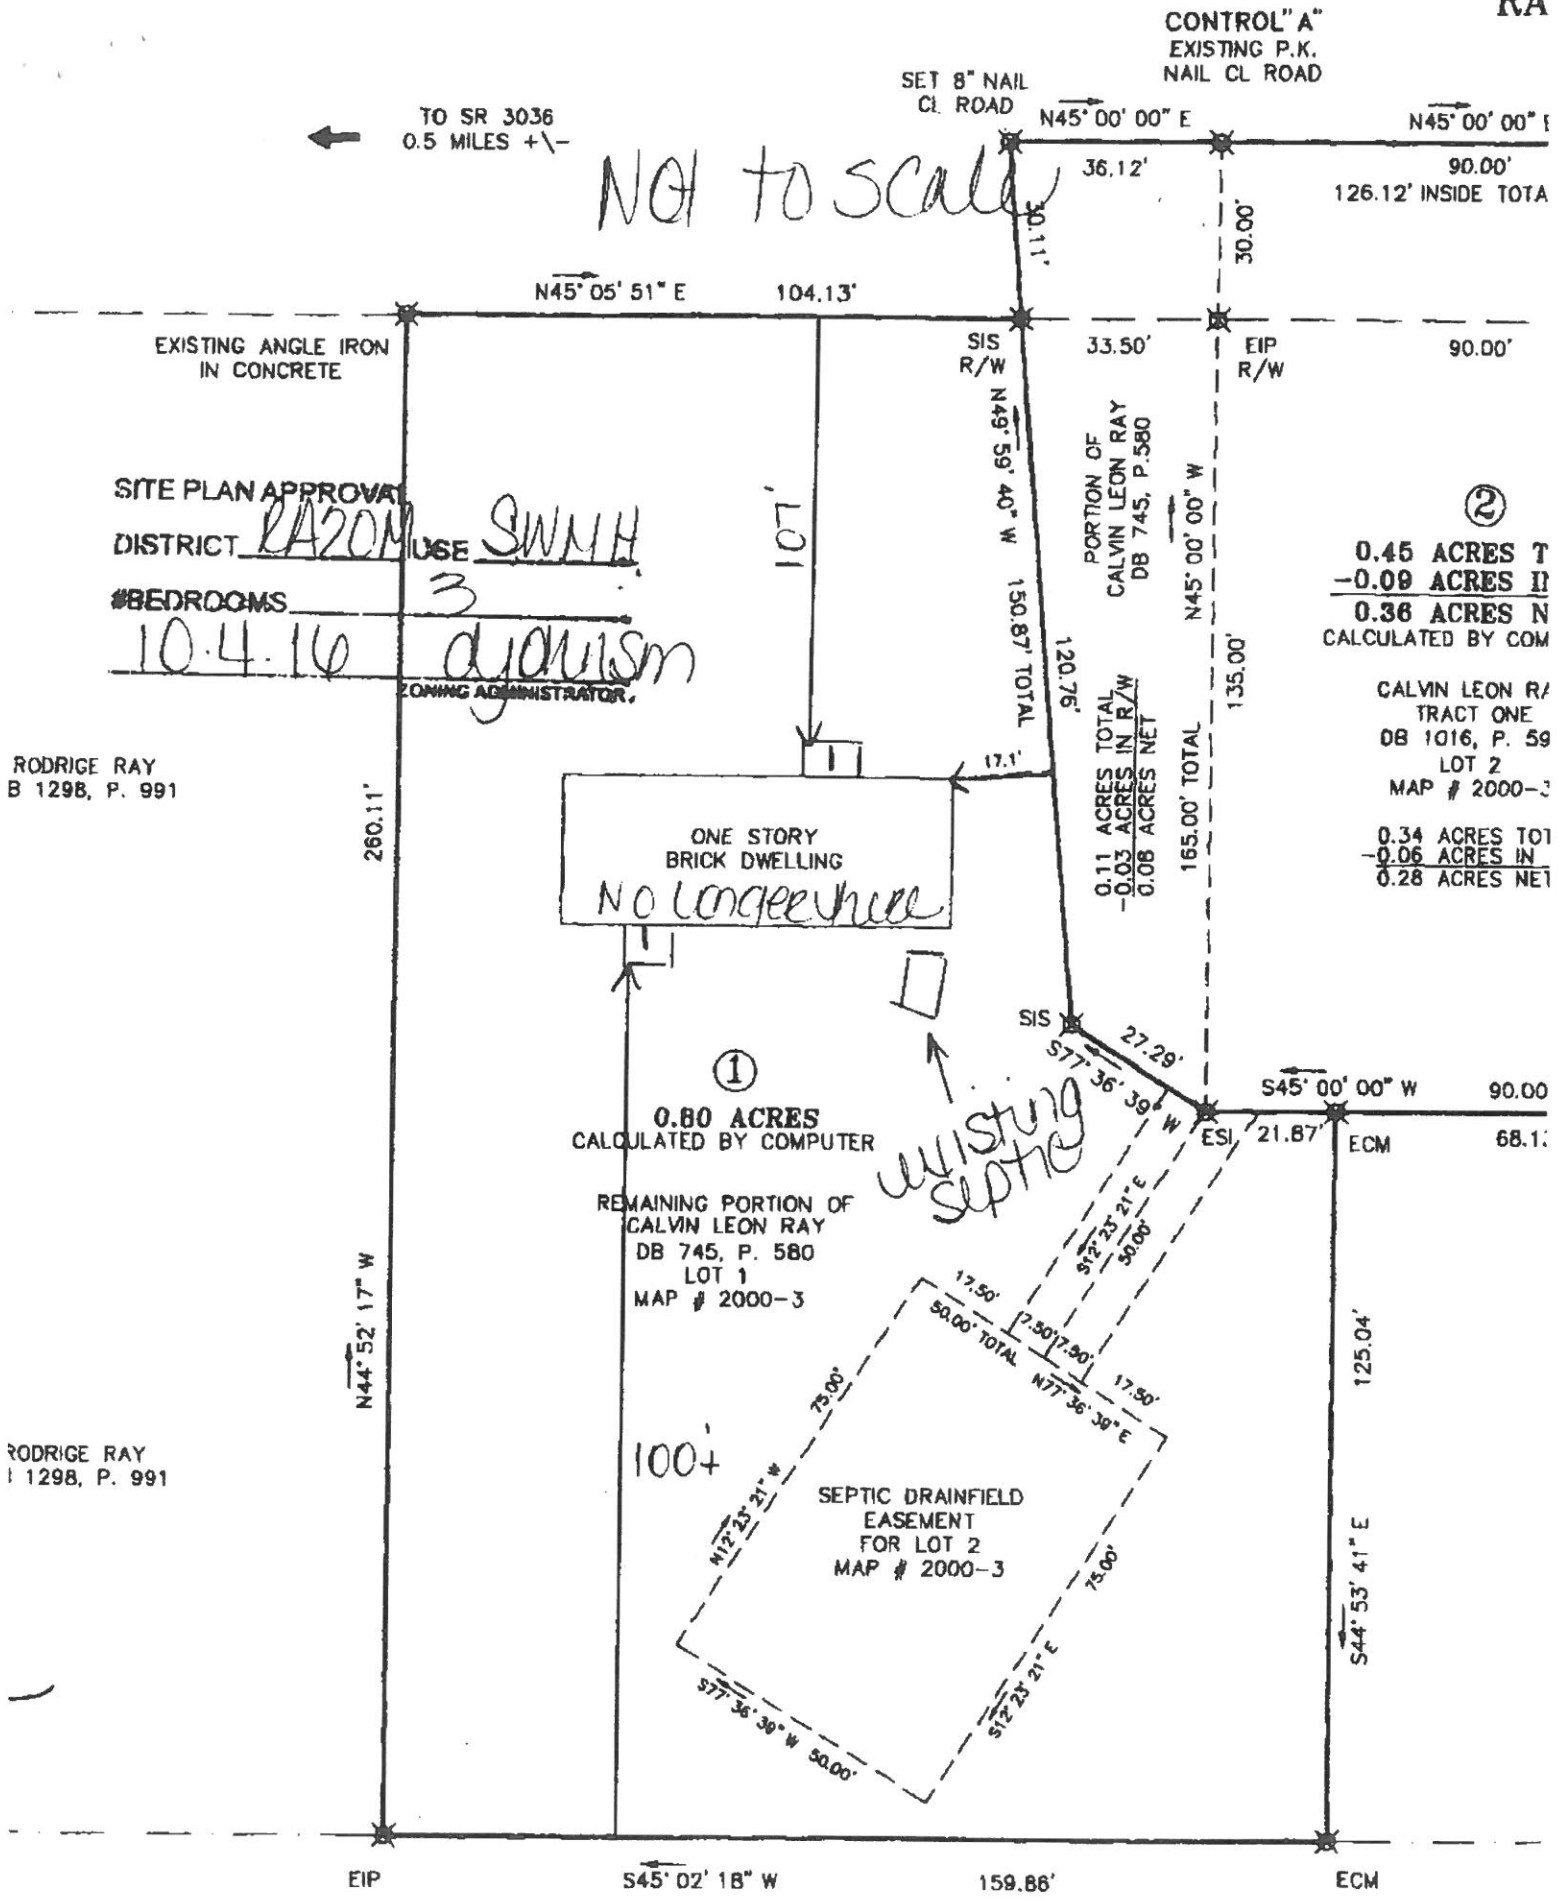 RA
CONTROL "A"
EXISTING P.K.
NAIL CL ROAD
SET 8" NAIL
CL ROAD
TO SR 3036
0.5 MILES +\-
N45° 00' 00" E
N45° 00' 00" E
36.12'
90.00'
126.12' INSIDE TOTA
Not to scale
30.11'
30.00'
N45° 05' 51" E
104.13'
EXISTING ANGLE IRON
IN CONCRETE
SIS
R/W
33.50'
EIP
R/W
90.00'
SITE PLAN APPROVAL
DISTRICT RA20M USE SWMH
#BEDROOMS 3
10.4.16
ZONING ADMINISTRATOR
107'
N49° 59' 40" W 150.87' TOTAL
120.76'
PORTION OF
CALVIN LEON RAY
DB 745, P.580
0.11 ACRES TOTAL
-0.03 ACRES IN R/W
0.08 ACRES NET
N45° 00' 00" W
165.00' TOTAL
135.00'
2
0.45 ACRES T
-0.09 ACRES IN
0.36 ACRES N
CALCULATED BY COM
CALVIN LEON RA
TRACT ONE
DB 1016, P. 59
LOT 2
MAP # 2000-3
0.34 ACRES TOT
-0.06 ACRES IN
0.28 ACRES NET
RODRIGE RAY
B 1298, P. 991
260.11'
17.1'
ONE STORY
BRICK DWELLING
No longer there
SIS
27.29'
S77° 36' 39" W
S45° 00' 00" W
90.00
ESI
21.87'
ECM
68.13
1
0.80 ACRES
CALCULATED BY COMPUTER
existing
septic
REMAINING PORTION OF
CALVIN LEON RAY
DB 745, P. 580
LOT 1
MAP # 2000-3
S12° 23' 21" E
50.00'
17.50'
50.00' TOTAL
7.50'
7.50'
17.50'
N77° 36' 39" E
N44° 52' 17" W
125.04'
75.00'
N12° 23' 21" W
100'+
RODRIGE RAY
1298, P. 991
SEPTIC DRAINFIELD
EASEMENT
FOR LOT 2
MAP # 2000-3
75.00'
S12° 23' 21" E
S44° 53' 41" E
S77° 36' 39" W 50.00'
EIP
S45° 02' 18" W
159.86'
ECM